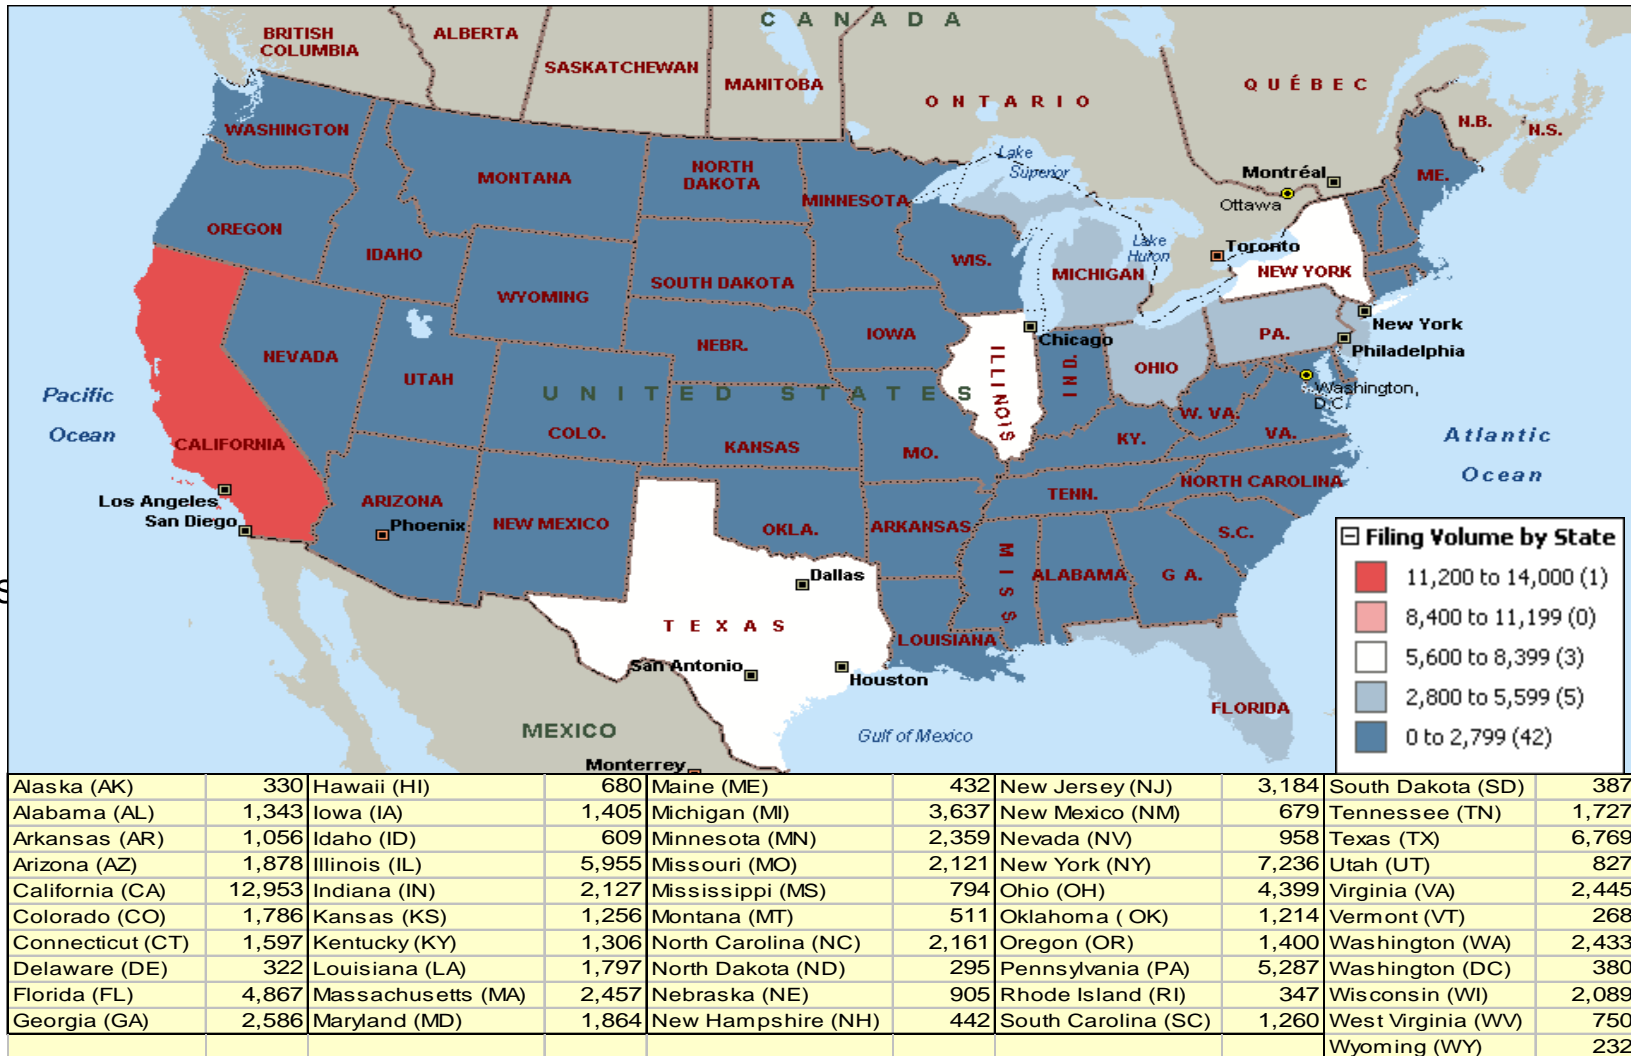 C A N A D A
BRITISH
COLUMBIA
ALBERTA
SASKATCHEWAN
MANITOBA
O N T A R I O
Q U É B E C
N.B.
N.S.
WASHINGTON
MONTANA
NORTH
DAKOTA
MINNESOTA
Lake
Superior
Montréal
Ottawa
ME.
OREGON
IDAHO
WYOMING
SOUTH DAKOTA
WIS.
MICHIGAN
Lake
Huron
Toronto
NEW YORK
New York
Philadelphia
PA.
NEVADA
UTAH
NEBR.
IOWA
Chicago
ILLINOIS
IND.
OHIO
Washington,
D.C.
Pacific
Ocean
U N I T E D   S T A T E S
COLO.
KANSAS
MO.
KY.
W. VA.
VA.
Atlantic
Ocean
CALIFORNIA
Los Angeles
San Diego
ARIZONA
Phoenix
NEW MEXICO
OKLA.
ARKANSAS
TENN.
NORTH CAROLINA
S.C.
MISS
ALABAMA
G A.
Dallas
T E X A S
San Antonio
Houston
LOUISIANA
FLORIDA
MEXICO
Gulf of Mexico
Monterrey
s
Filing Volume by State
11,200 to 14,000 (1)
8,400 to 11,199 (0)
5,600 to 8,399 (3)
2,800 to 5,599 (5)
0 to 2,799 (42)
Alaska (AK) 330 Hawaii (HI) 680 Maine (ME) 432 New Jersey (NJ) 3,184 South Dakota (SD) 387
Alabama (AL) 1,343 Iowa (IA) 1,405 Michigan (MI) 3,637 New Mexico (NM) 679 Tennessee (TN) 1,727
Arkansas (AR) 1,056 Idaho (ID) 609 Minnesota (MN) 2,359 Nevada (NV) 958 Texas (TX) 6,769
Arizona (AZ) 1,878 Illinois (IL) 5,955 Missouri (MO) 2,121 New York (NY) 7,236 Utah (UT) 827
California (CA) 12,953 Indiana (IN) 2,127 Mississippi (MS) 794 Ohio (OH) 4,399 Virginia (VA) 2,445
Colorado (CO) 1,786 Kansas (KS) 1,256 Montana (MT) 511 Oklahoma ( OK) 1,214 Vermont (VT) 268
Connecticut (CT) 1,597 Kentucky (KY) 1,306 North Carolina (NC) 2,161 Oregon (OR) 1,400 Washington (WA) 2,433
Delaware (DE) 322 Louisiana (LA) 1,797 North Dakota (ND) 295 Pennsylvania (PA) 5,287 Washington (DC) 380
Florida (FL) 4,867 Massachusetts (MA) 2,457 Nebraska (NE) 905 Rhode Island (RI) 347 Wisconsin (WI) 2,089
Georgia (GA) 2,586 Maryland (MD) 1,864 New Hampshire (NH) 442 South Carolina (SC) 1,260 West Virginia (WV) 750
Wyoming (WY) 232